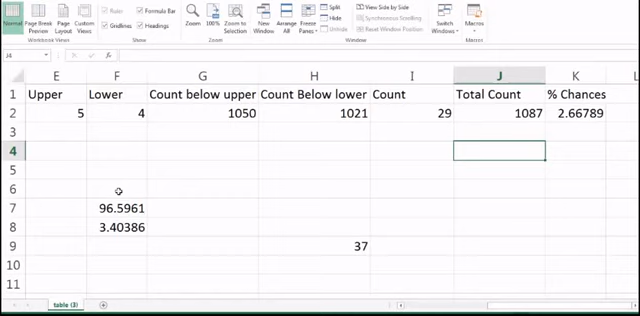 Normal Page Break Preview Page Layout Custom Views
Workbook Views
Ruler Formula Bar
Gridlines Headings
Show
Zoom 100% Zoom to Selection
Zoom
New Window Arrange All Freeze Panes
Split
Hide
Unhide
View Side by Side
Synchronous Scrolling
Reset Window Position
Window
Switch Windows
Macros
Macros
J4 fx
E F G H I J K L
1 Upper Lower Count below upper Count Below lower Count Total Count % Chances
2 5 4 1050 1021 29 1087 2.66789
3
4
5
6
7 96.5961
8 3.40386
9 37
10
11
table (3)